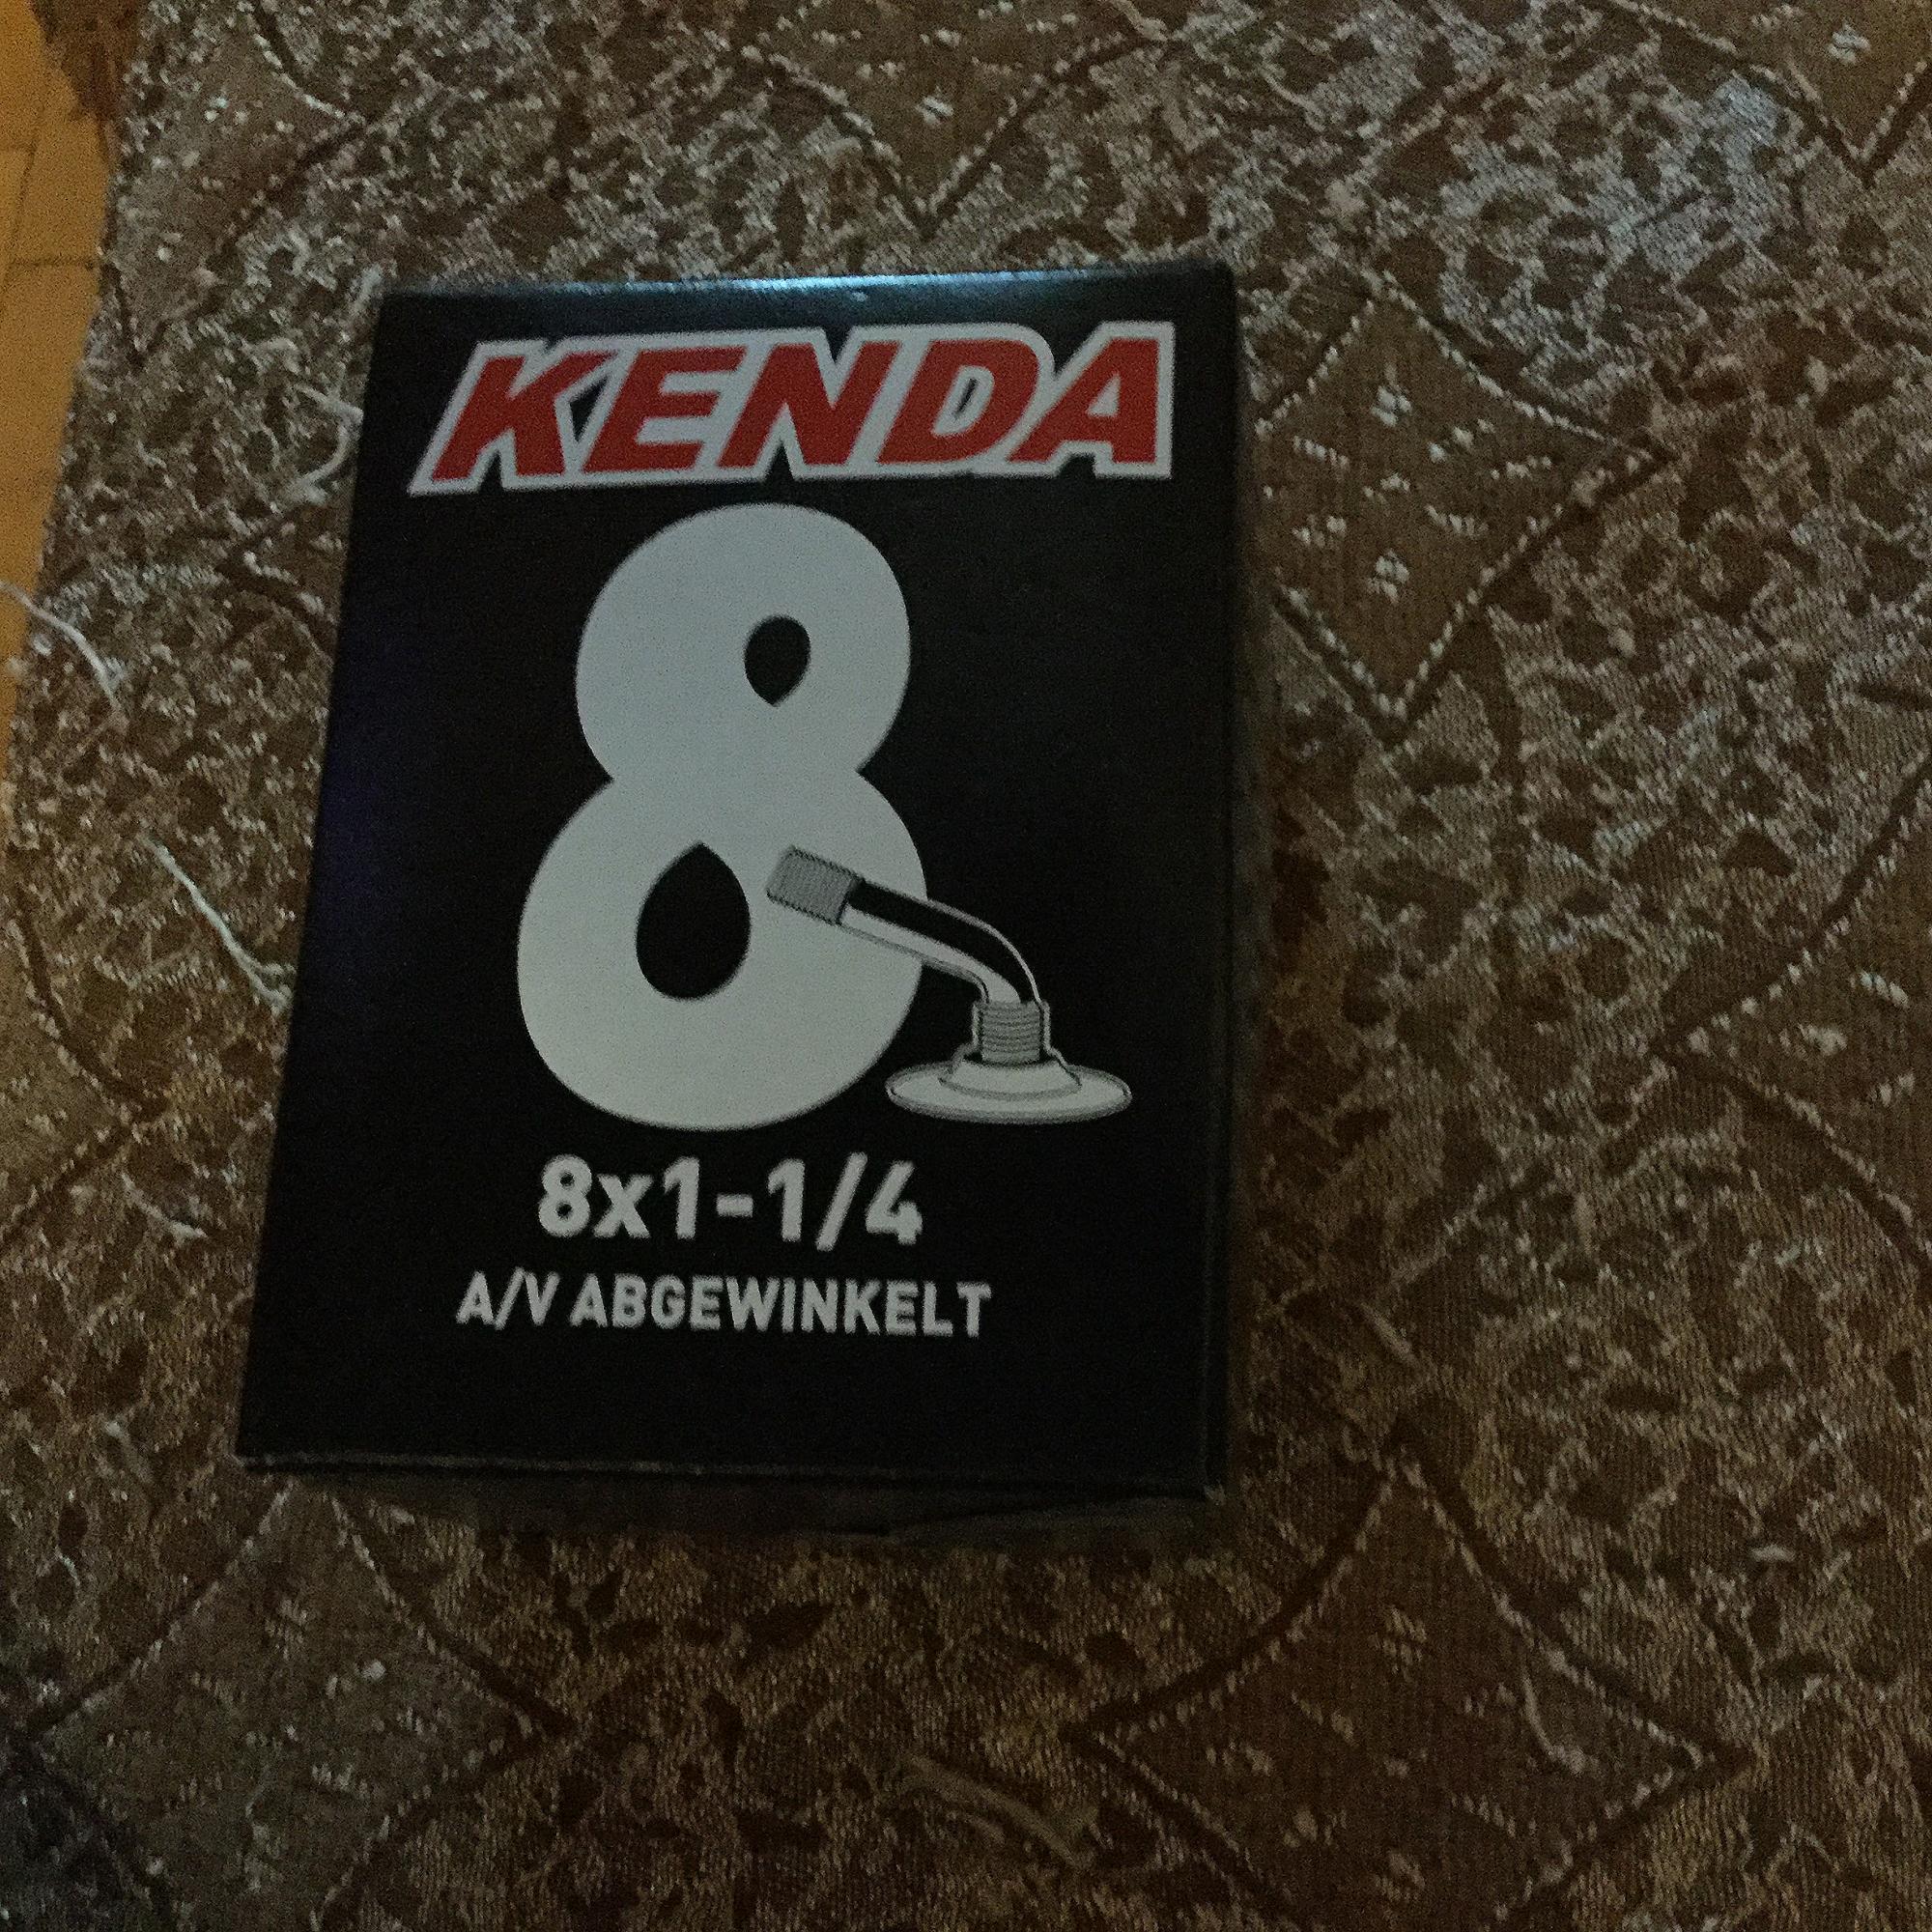 KENDA
8
8x1-1/4
A/V ABGEWINKELT